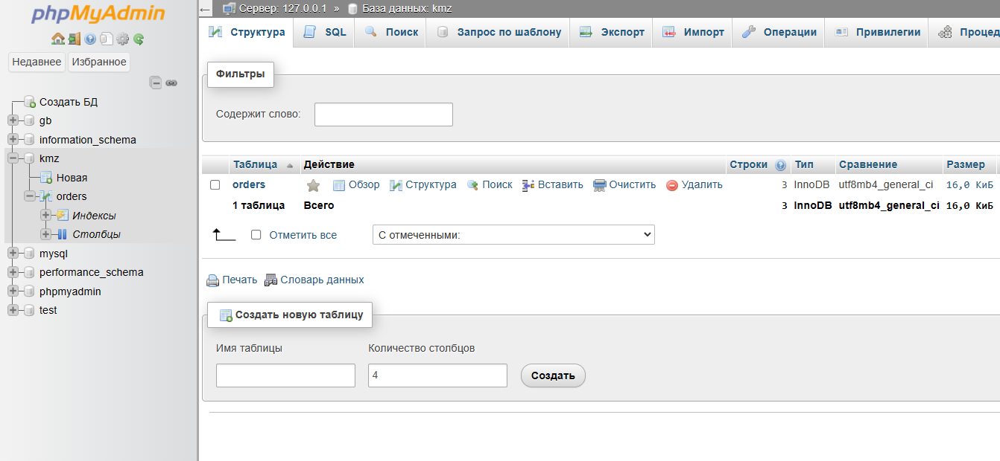 phpMyAdmin
Недавнее Избранное
Создать БД
gb
information_schema
kmz
Новая
orders
Индексы
Столбцы
mysql
performance_schema
phpmyadmin
test
← Сервер: 127.0.0.1 » База данных: kmz
Структура SQL Поиск Запрос по шаблону Экспорт Импорт Операции Привилегии Процед
Фильтры
Содержит слово:
Таблица Действие Строки Тип Сравнение Размер
orders Обзор Структура Поиск Вставить Очистить Удалить 3 InnoDB utf8mb4_general_ci 16,0 КиБ
1 таблица Всего 3 InnoDB utf8mb4_general_ci 16,0 КиБ
Отметить все С отмеченными:
Печать Словарь данных
Создать новую таблицу
Имя таблицы Количество столбцов
4 Создать